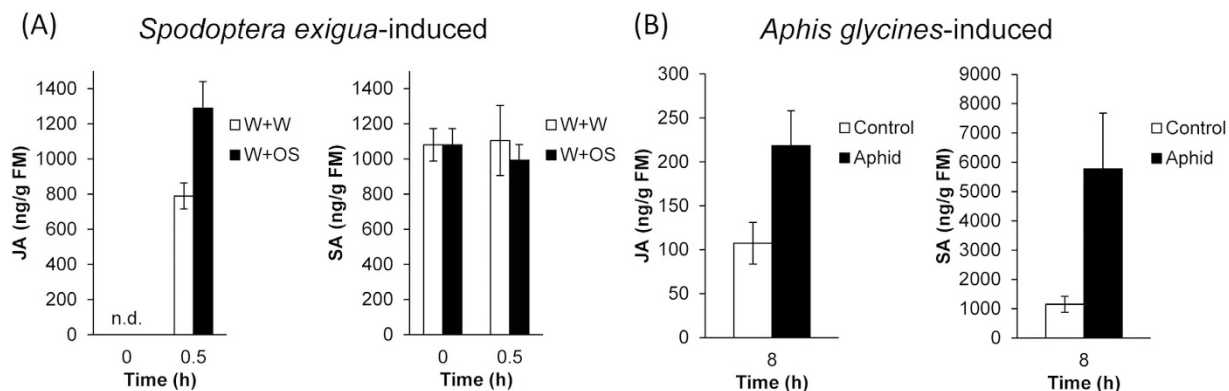 (A)
Spodoptera exigua-induced
JA (ng/g FM)
1400
1200
1000
800
600
400
200
0
n.d.
0
0.5
Time (h)
W+W
W+OS
SA (ng/g FM)
1400
1200
1000
800
600
400
200
0
0
0.5
Time (h)
W+W
W+OS
(B)
Aphis glycines-induced
JA (ng/g FM)
300
250
200
150
100
50
0
8
Time (h)
Control
Aphid
SA (ng/g FM)
9000
8000
7000
6000
5000
4000
3000
2000
1000
0
8
Time (h)
Control
Aphid